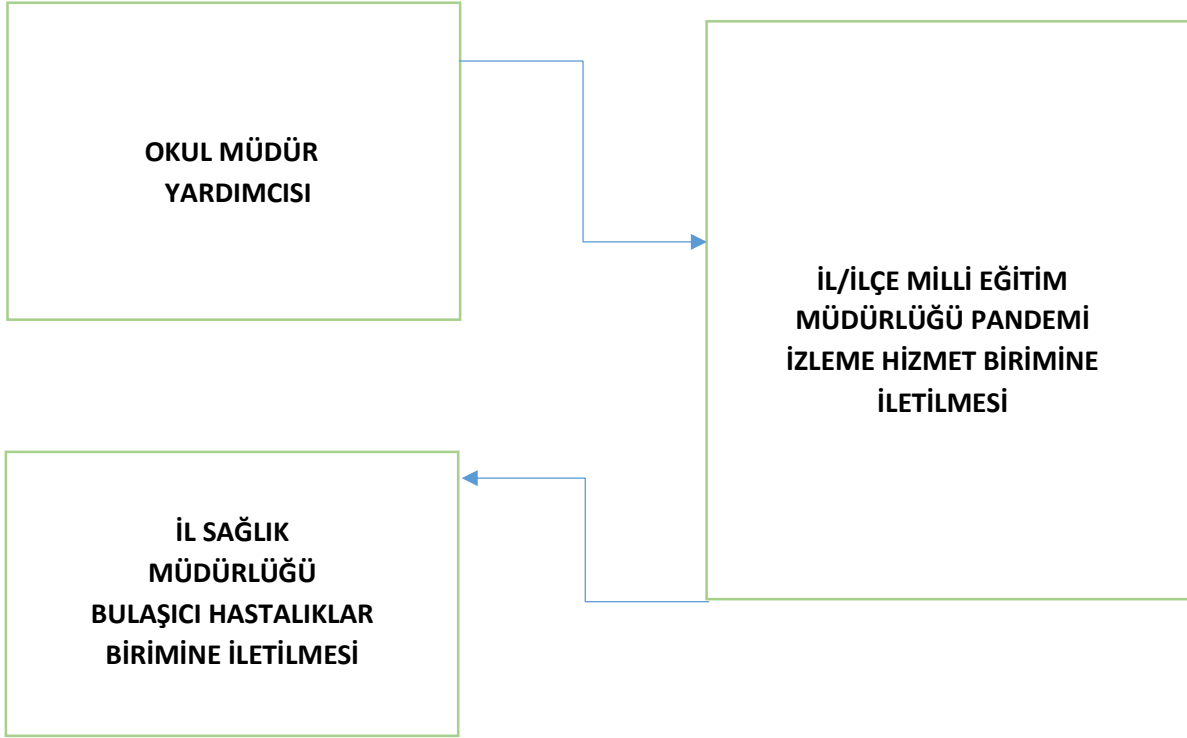 OKUL MÜDÜR
YARDIMCISI
İL/İLÇE MİLLİ EĞİTİM
MÜDÜRLÜĞÜ PANDEMİ
İZLEME HİZMET BİRİMİNE
İLETİLMESİ
İL SAĞLIK
MÜDÜRLÜĞÜ
BULAŞICI HASTALIKLAR
BİRİMİNE İLETİLMESİ